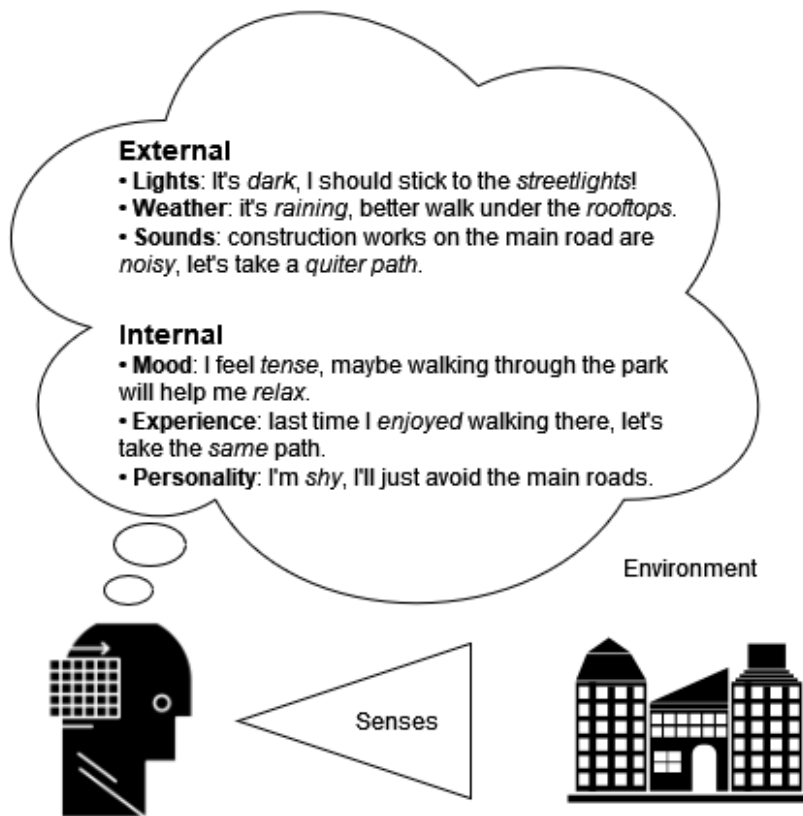 External
• Lights: It's dark, I should stick to the streetlights!
• Weather: it's raining, better walk under the rooftops.
• Sounds: construction works on the main road are
noisy, let's take a quiter path.
Internal
• Mood: I feel tense, maybe walking through the park
will help me relax.
• Experience: last time I enjoyed walking there, let's
take the same path.
• Personality: I'm shy, I'll just avoid the main roads.
Environment
Senses